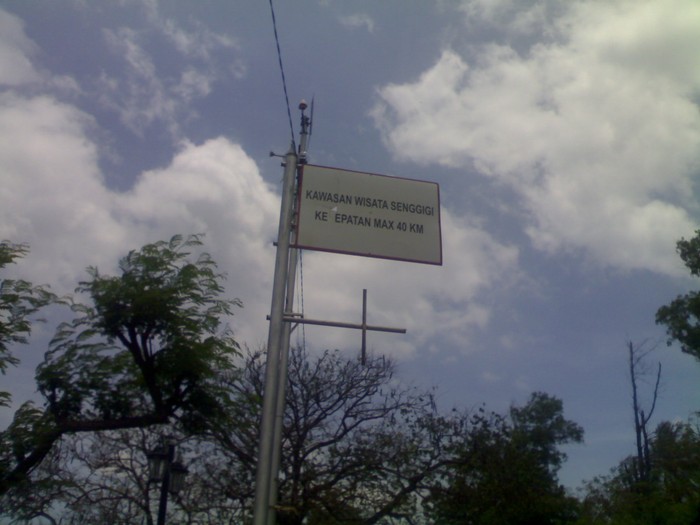 KAWASAN WISATA SENGGIGI
KE EPATAN MAX 40 KM